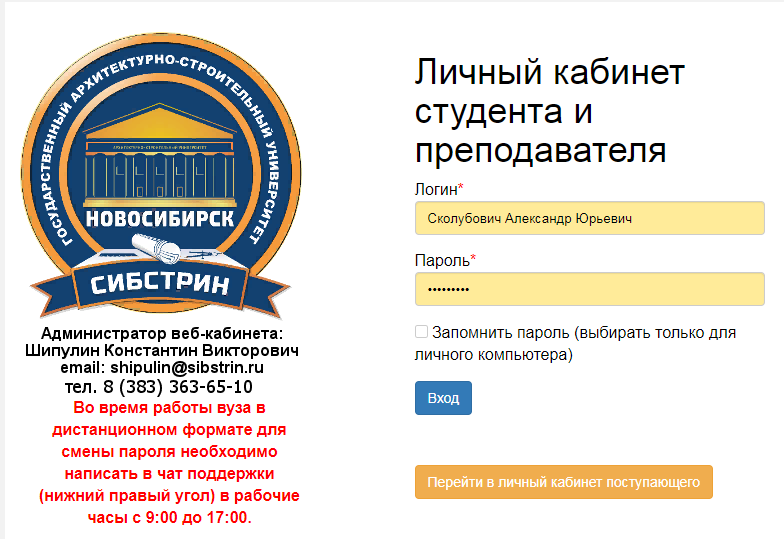 ГОСУДАРСТВЕННЫЙ АРХИТЕКТУРНО-СТРОИТЕЛЬНЫЙ УНИВЕРСИТЕТ
АРХИТЕКТУРНО-СТРОИТЕЛЬНЫЙ УНИВЕРСИТЕТ
НОВОСИБИРСК
СИБСТРИН
Администратор веб-кабинета:
Шипулин Константин Викторович
email: shipulin@sibstrin.ru
тел. 8 (383) 363-65-10
Во время работы вуза в
дистанционном формате для
смены пароля необходимо
написать в чат поддержки
(нижний правый угол) в рабочие
часы с 9:00 до 17:00.
Личный кабинет
студента и
преподавателя
Логин*
Сколубович Александр Юрьевич
Пароль*
•••••••••
Запомнить пароль (выбирать только для
личного компьютера)
Вход
Перейти в личный кабинет поступающего